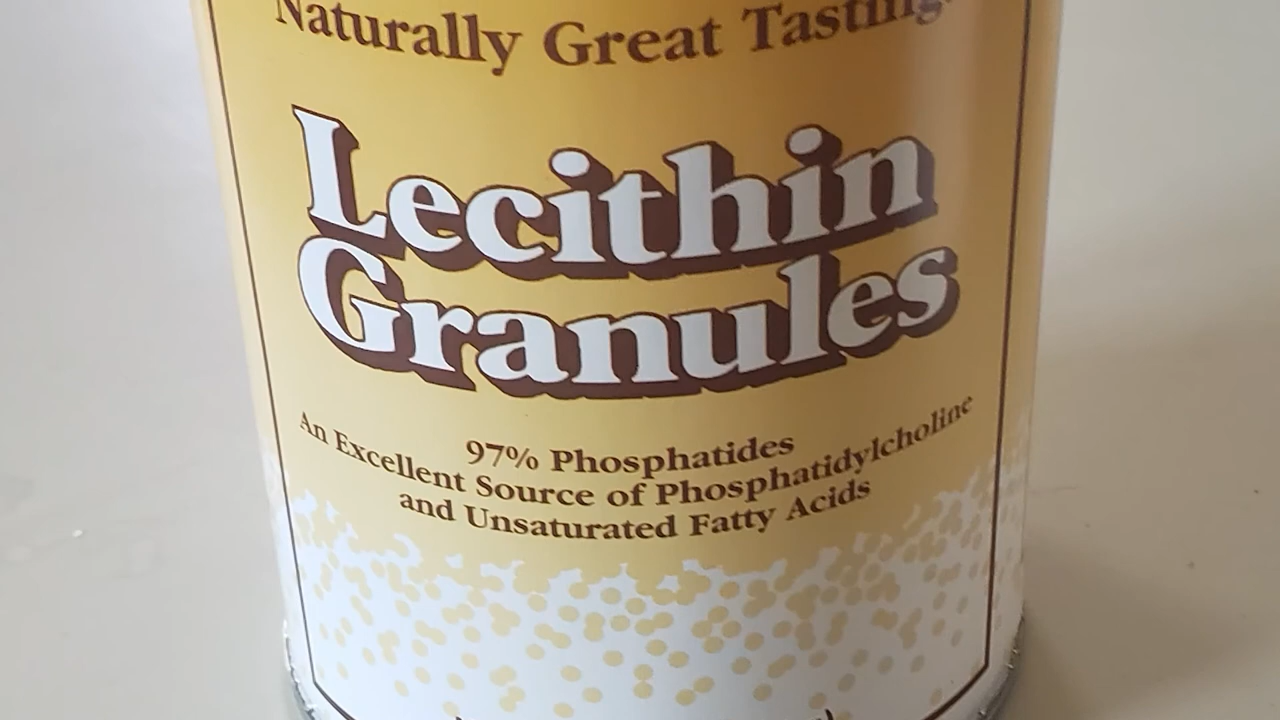 Naturally Great Tasting!
Lecithin
Granules
97% Phosphatides
An Excellent Source of Phosphatidylcholine
and Unsaturated Fatty Acids